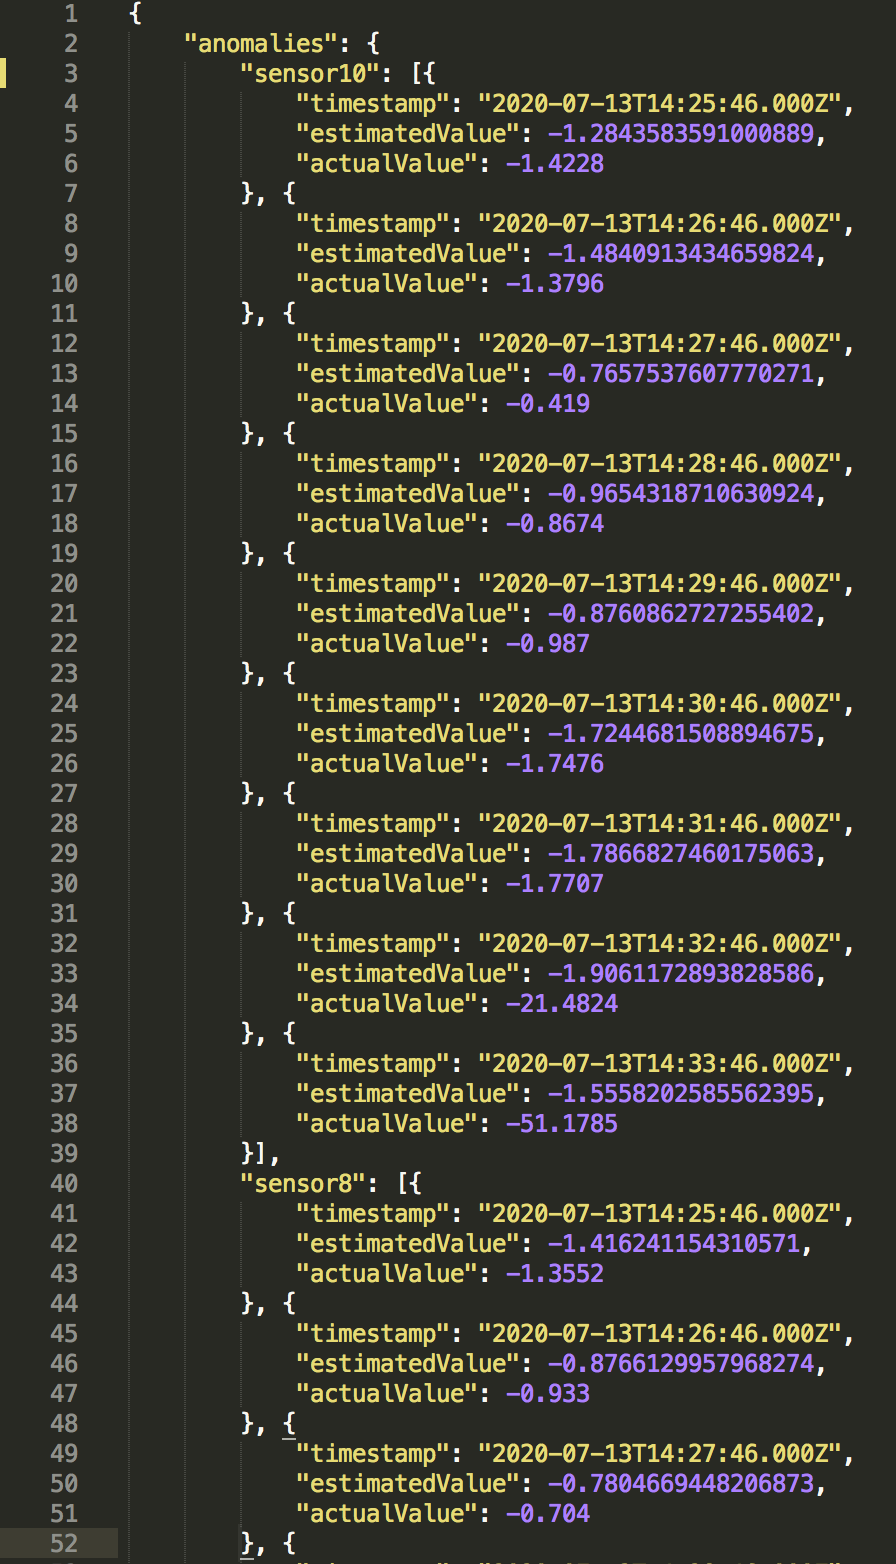 1 {
2 "anomalies": {
3 "sensor10": [{
4 "timestamp": "2020-07-13T14:25:46.000Z",
5 "estimatedValue": -1.2843583591000889,
6 "actualValue": -1.4228
7 }, {
8 "timestamp": "2020-07-13T14:26:46.000Z",
9 "estimatedValue": -1.4840913434659824,
10 "actualValue": -1.3796
11 }, {
12 "timestamp": "2020-07-13T14:27:46.000Z",
13 "estimatedValue": -0.7657537607770271,
14 "actualValue": -0.419
15 }, {
16 "timestamp": "2020-07-13T14:28:46.000Z",
17 "estimatedValue": -0.9654318710630924,
18 "actualValue": -0.8674
19 }, {
20 "timestamp": "2020-07-13T14:29:46.000Z",
21 "estimatedValue": -0.8760862727255402,
22 "actualValue": -0.987
23 }, {
24 "timestamp": "2020-07-13T14:30:46.000Z",
25 "estimatedValue": -1.7244681508894675,
26 "actualValue": -1.7476
27 }, {
28 "timestamp": "2020-07-13T14:31:46.000Z",
29 "estimatedValue": -1.7866827460175063,
30 "actualValue": -1.7707
31 }, {
32 "timestamp": "2020-07-13T14:32:46.000Z",
33 "estimatedValue": -1.9061172893828586,
34 "actualValue": -21.4824
35 }, {
36 "timestamp": "2020-07-13T14:33:46.000Z",
37 "estimatedValue": -1.5558202585562395,
38 "actualValue": -51.1785
39 }],
40 "sensor8": [{
41 "timestamp": "2020-07-13T14:25:46.000Z",
42 "estimatedValue": -1.416241154310571,
43 "actualValue": -1.3552
44 }, {
45 "timestamp": "2020-07-13T14:26:46.000Z",
46 "estimatedValue": -0.8766129957968274,
47 "actualValue": -0.933
48 }, {
49 "timestamp": "2020-07-13T14:27:46.000Z",
50 "estimatedValue": -0.7804669448206873,
51 "actualValue": -0.704
52 }, {